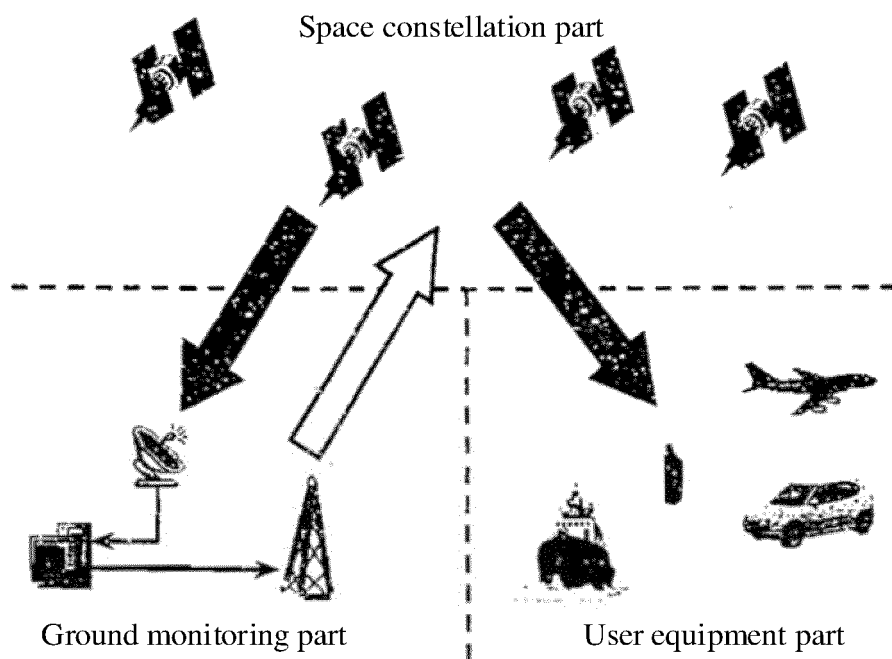 Space constellation part
Ground monitoring part
User equipment part